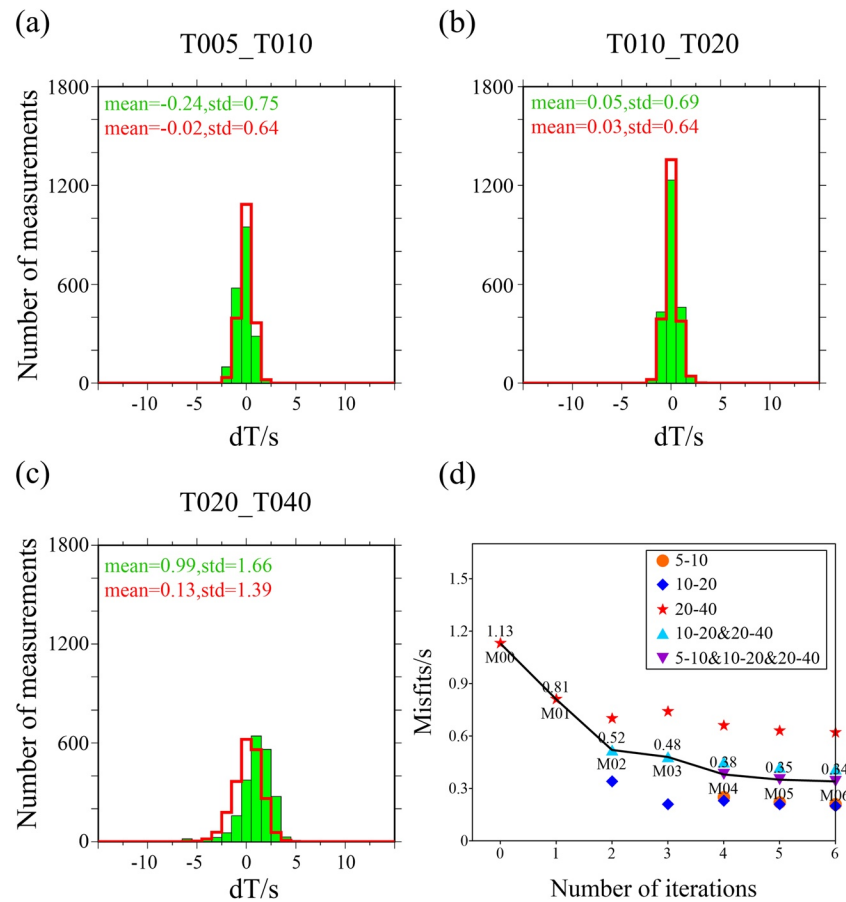 (a)
T005_T010
Number of measurements
1800
1200
600
0
mean=-0.24,std=0.75
mean=-0.02,std=0.64
-10 -5 0 5 10
dT/s
(b)
T010_T020
1800
1200
600
0
mean=0.05,std=0.69
mean=0.03,std=0.64
-10 -5 0 5 10
dT/s
(c)
T020_T040
Number of measurements
1800
1200
600
0
mean=0.99,std=1.66
mean=0.13,std=1.39
-10 -5 0 5 10
dT/s
(d)
Misfits/s
1.5
1.2
0.9
0.6
0.3
0
5-10
10-20
20-40
10-20&20-40
5-10&10-20&20-40
1.13
M00
0.81
M01
0.52
M02
0.48
M03
0.38
M04
0.35
M05
0.34
M06
0 1 2 3 4 5 6
Number of iterations